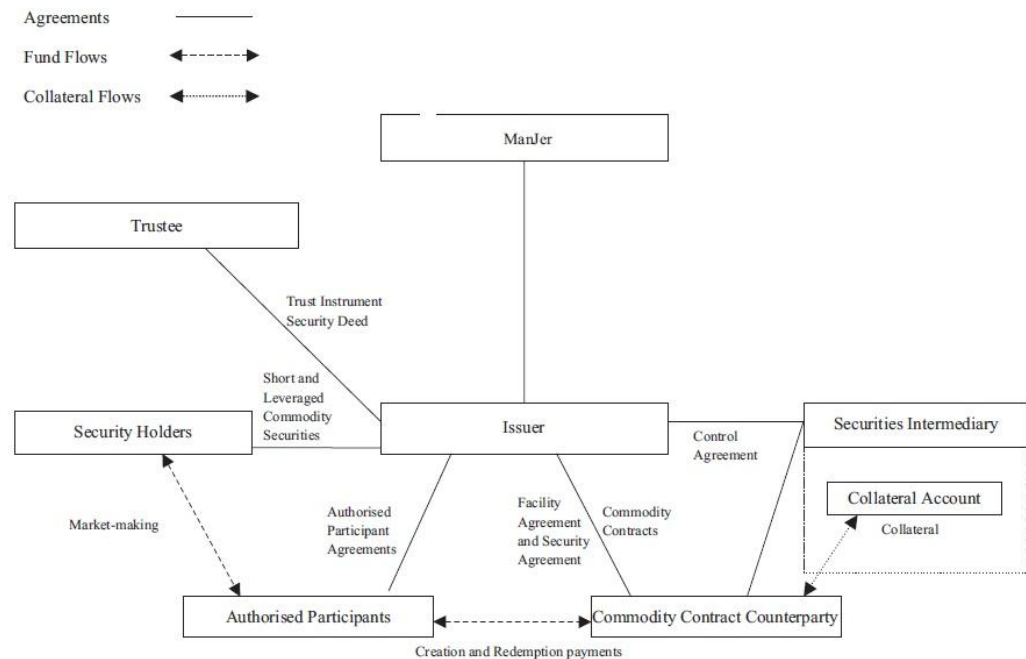 Agreements
Fund Flows
Collateral Flows
ManJer
Trustee
Trust Instrument
Security Deed
Short and
Leveraged
Commodity
Securities
Security Holders
Issuer
Securities Intermediary
Control
Agreement
Collateral Account
Collateral
Market-making
Authorised
Participant
Agreements
Facility
Agreement
and Security
Agreement
Commodity
Contracts
Authorised Participants
Commodity Contract Counterparty
Creation and Redemption payments